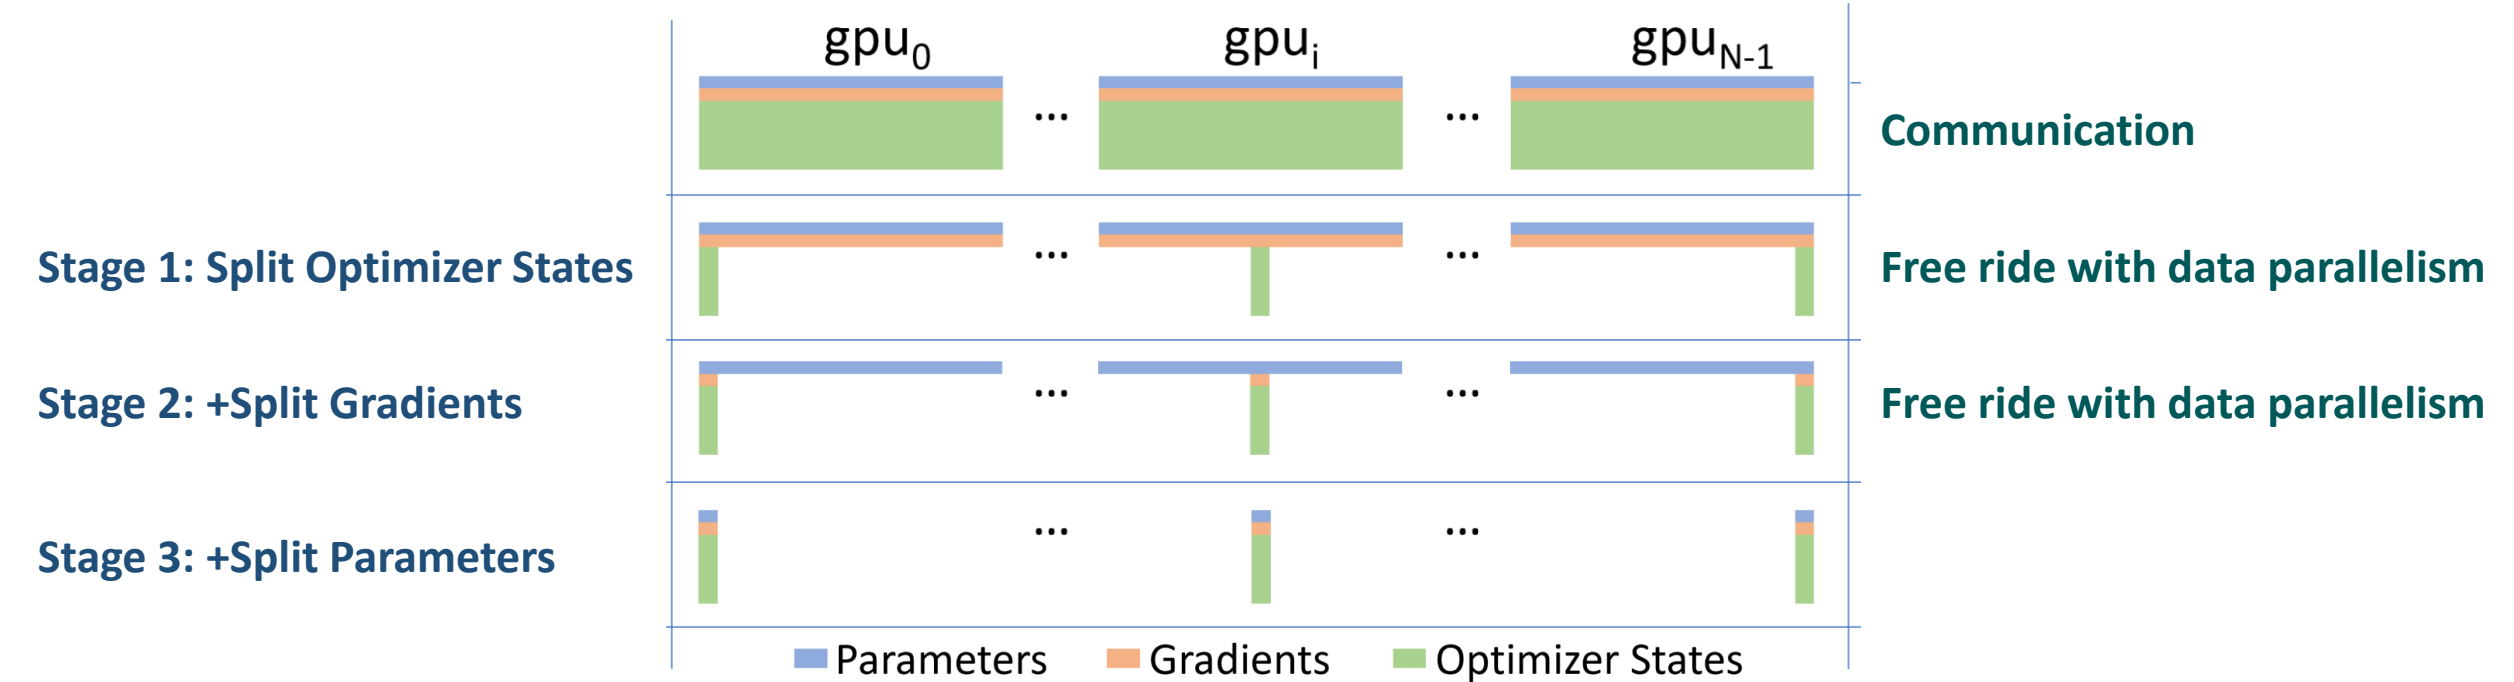 gpu0 gpui gpuN-1
... ...
Communication
Stage 1: Split Optimizer States ... ... Free ride with data parallelism
Stage 2: +Split Gradients ... ... Free ride with data parallelism
Stage 3: +Split Parameters ... ...
Parameters Gradients Optimizer States